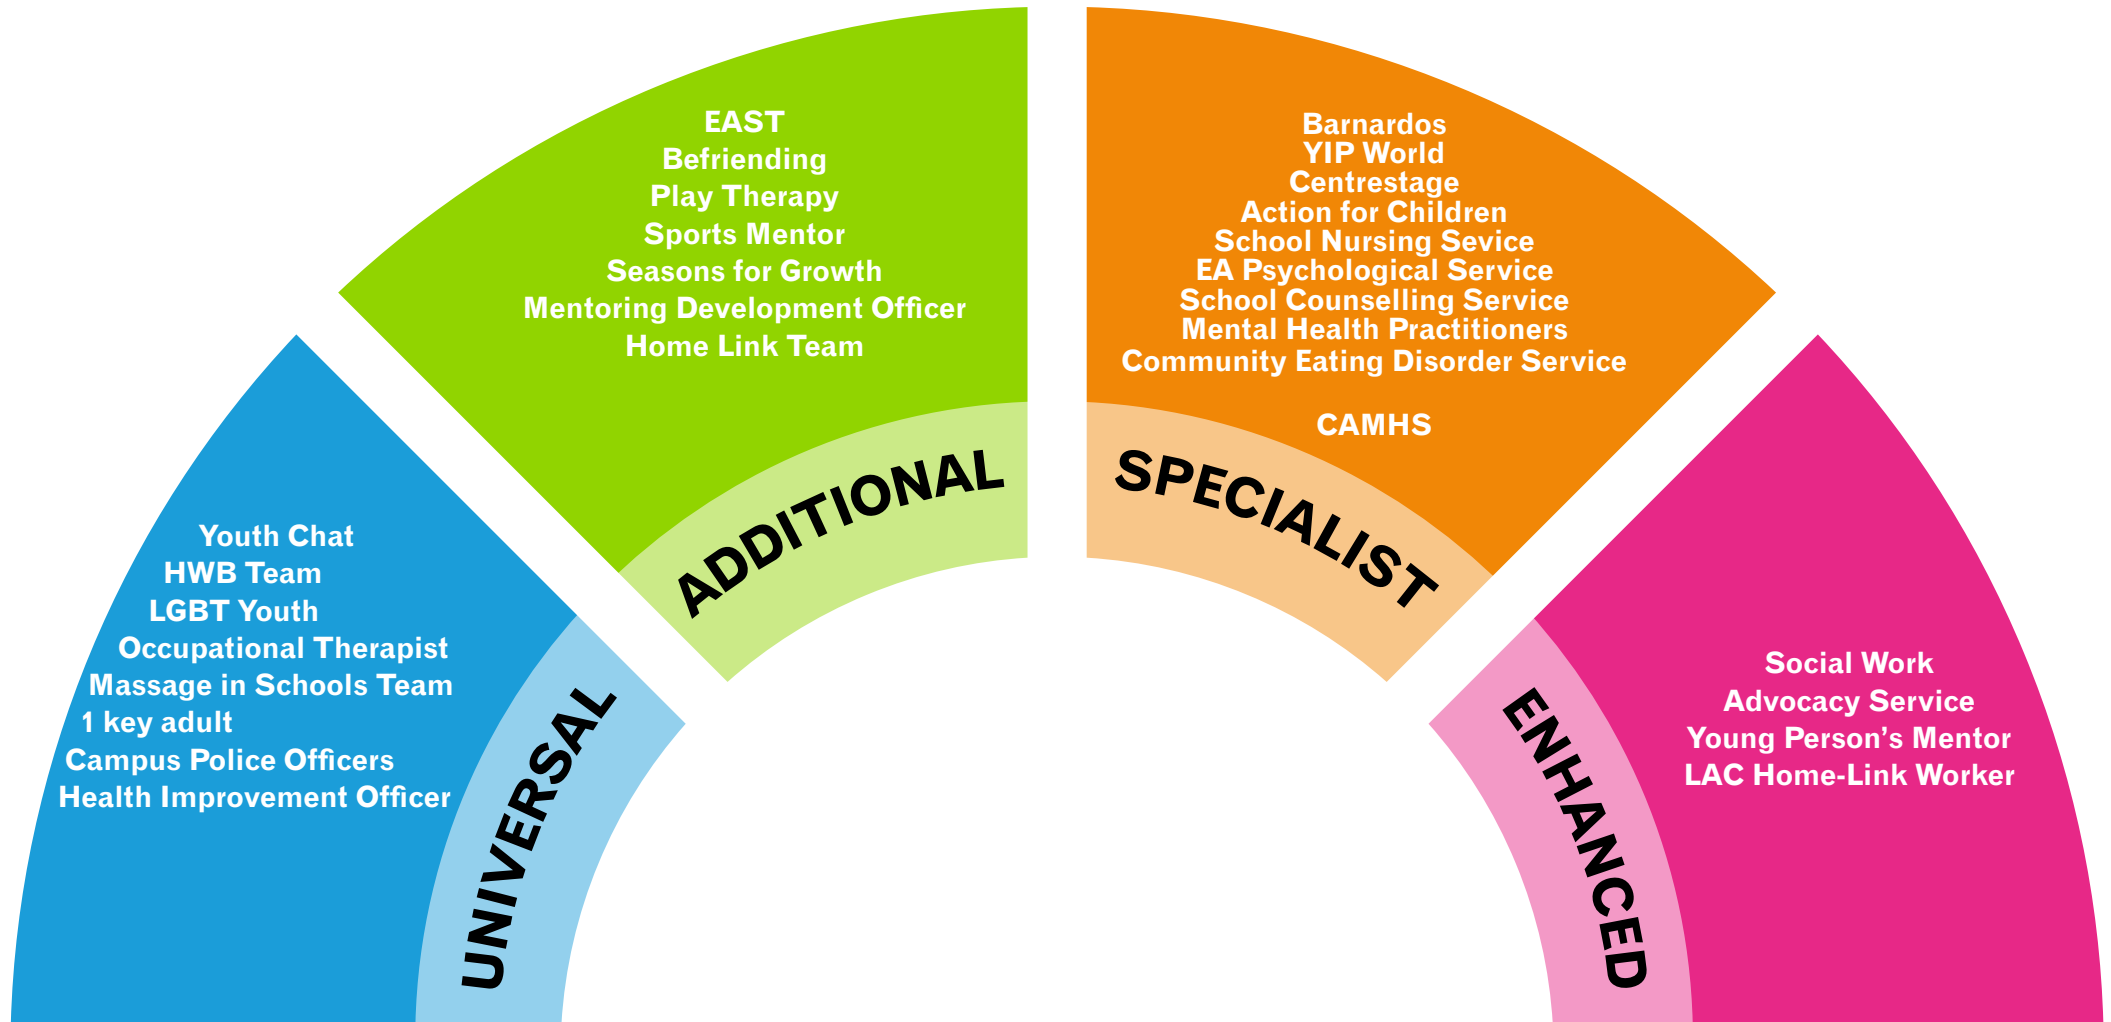 Youth Chat
HWB Team
LGBT Youth
Occupational Therapist
Massage in Schools Team
1 key adult
Campus Police Officers
Health Improvement Officer
UNIVERSAL
EAST
Befriending
Play Therapy
Sports Mentor
Seasons for Growth
Mentoring Development Officer
Home Link Team
ADDITIONAL
Barnardos
YIP World
Centrestage
Action for Children
School Nursing Sevice
EA Psychological Service
School Counselling Service
Mental Health Practitioners
Community Eating Disorder Service
CAMHS
SPECIALIST
Social Work
Advocacy Service
Young Person’s Mentor
LAC Home-Link Worker
ENHANCED